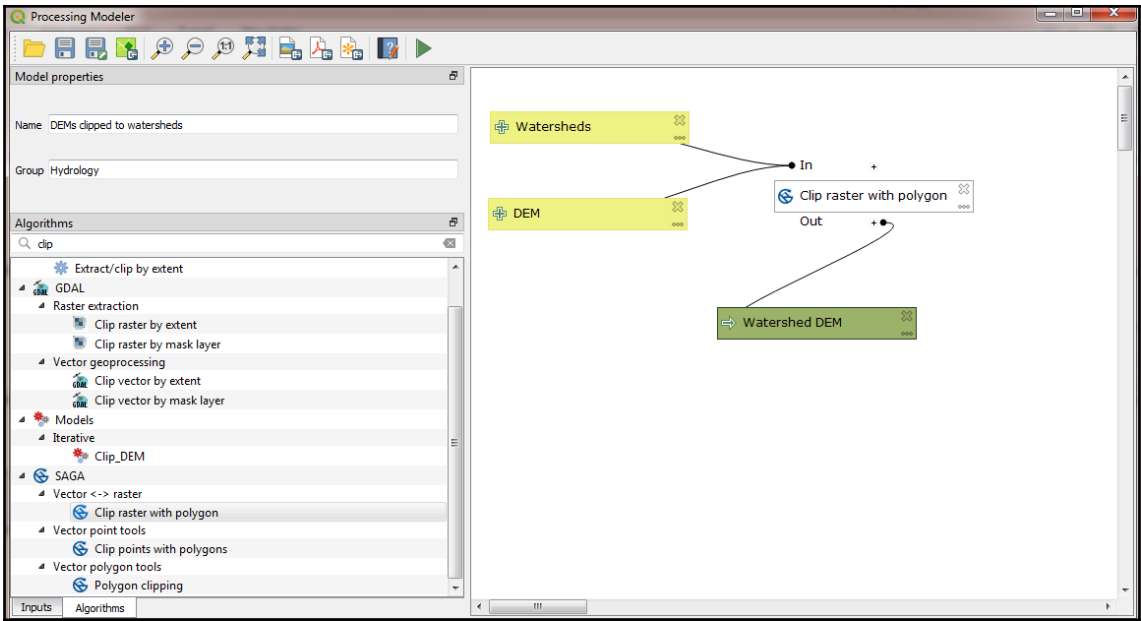 Processing Modeler
Model properties
Name DEMs clipped to watersheds
Group Hydrology
Algorithms
clip
Extract/clip by extent
GDAL
Raster extraction
Clip raster by extent
Clip raster by mask layer
Vector geoprocessing
Clip vector by extent
Clip vector by mask layer
Models
Iterative
Clip_DEM
SAGA
Vector <-> raster
Clip raster with polygon
Vector point tools
Clip points with polygons
Vector polygon tools
Polygon clipping
Inputs Algorithms
Watersheds
In +
DEM
Clip raster with polygon
Out +
Watershed DEM